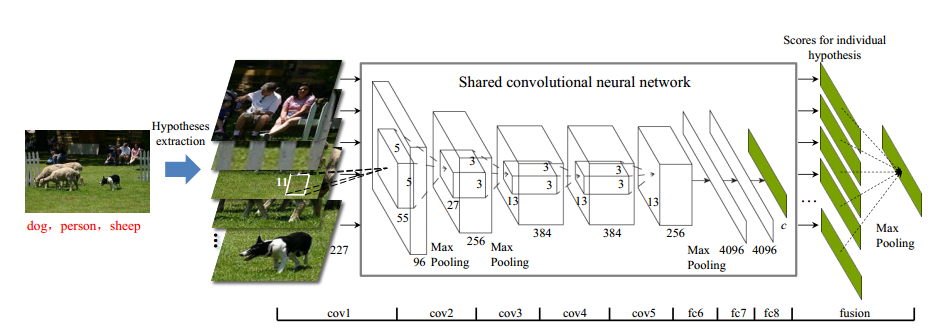 Scores for individual
hypothesis
Shared convolutional neural network
Hypotheses
extraction
dog，person，sheep
11
227
5
5
55
96
Max
Pooling
3
3
27
256
Max
Pooling
3
3
13
384
3
3
13
384
13
256
Max
Pooling
4096
4096
c
...
Max
Pooling
cov1 cov2 cov3 cov4 cov5 fc6 fc7 fc8 fusion